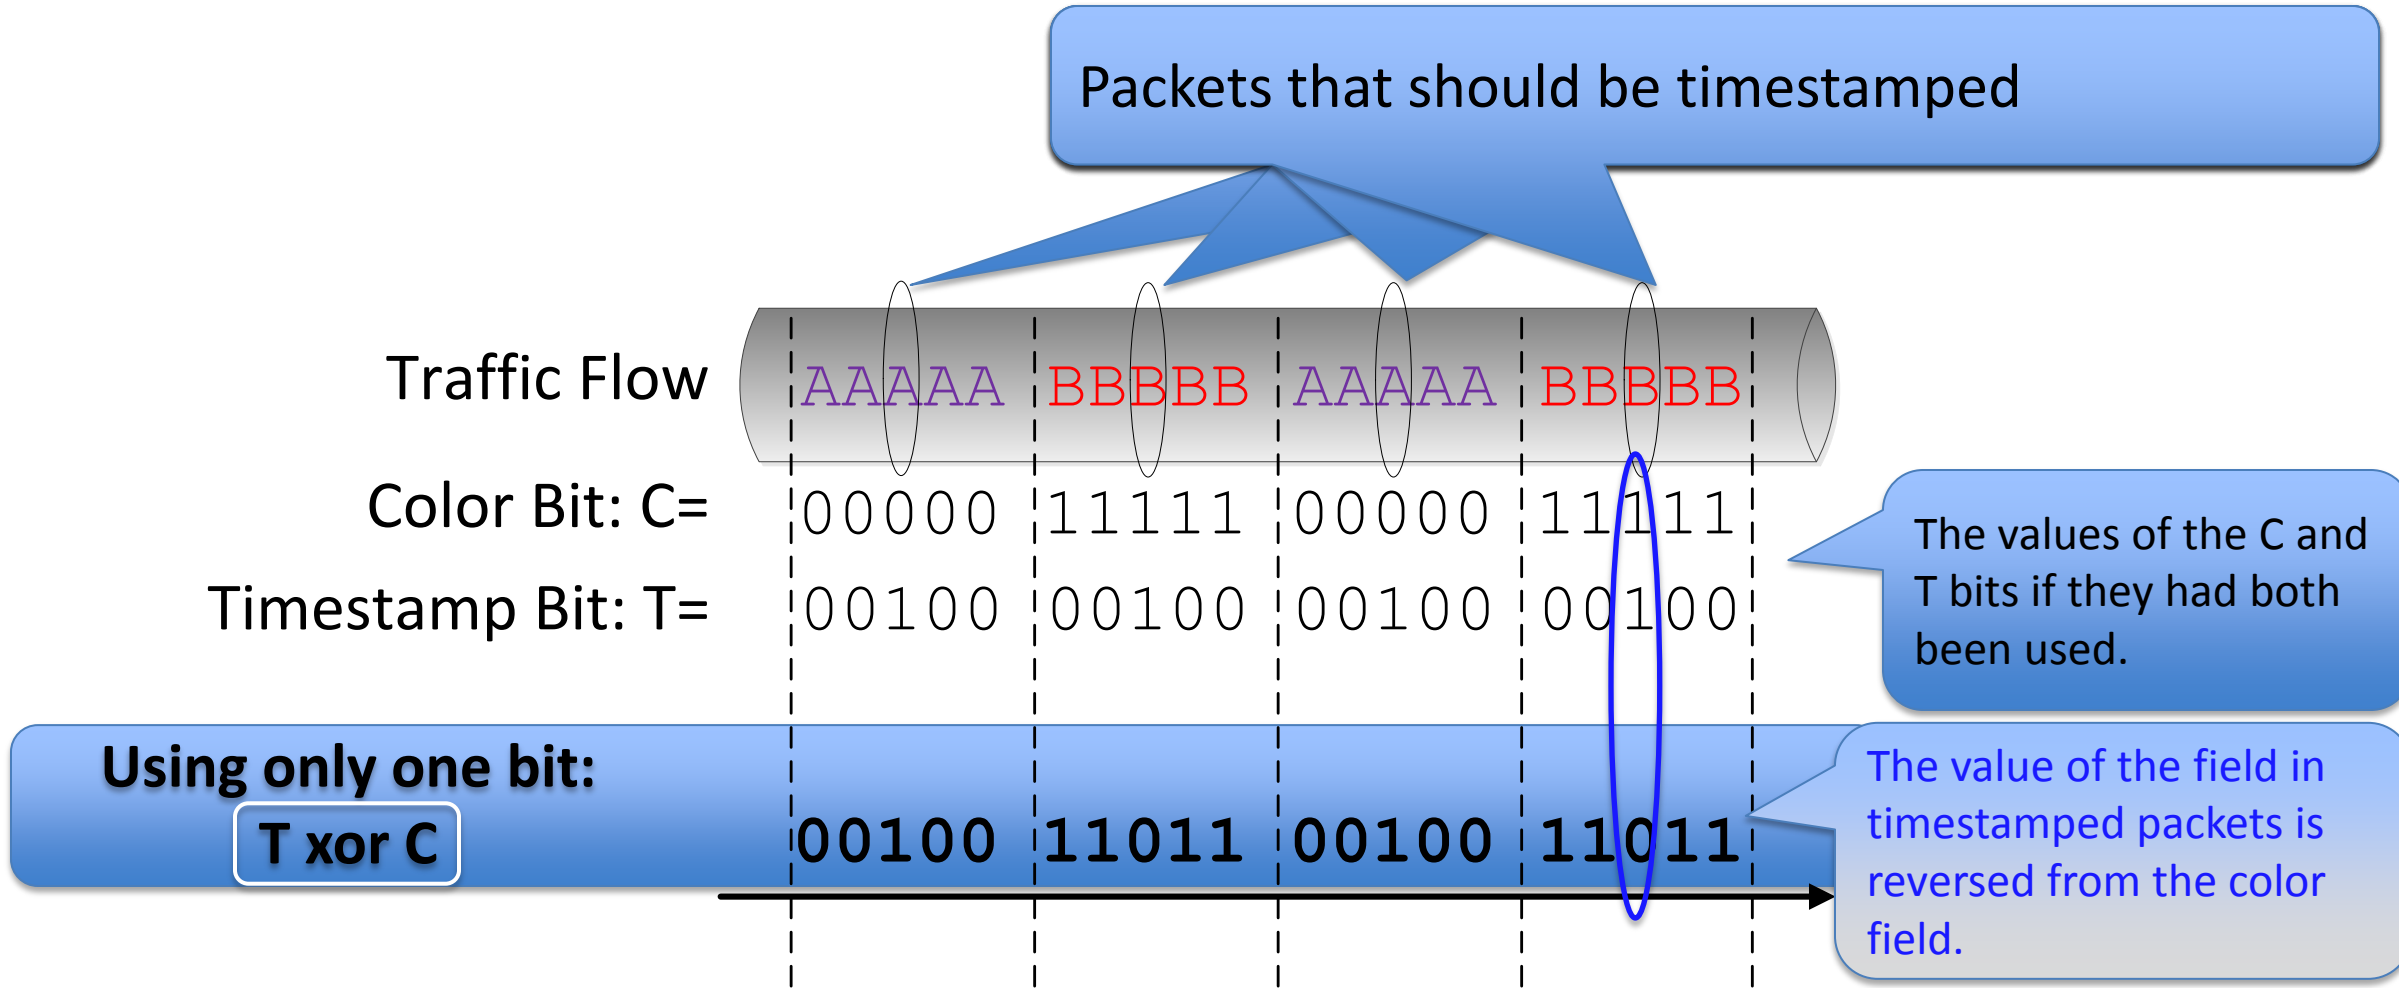 Packets that should be timestamped
Traffic Flow AAAAA BBBBB AAAAA BBBBB
Color Bit: C= 00000 11111 00000 11111
Timestamp Bit: T= 00100 00100 00100 00100
The values of the C and
T bits if they had both
been used.
Using only one bit:
T xor C 00100 11011 00100 11011
The value of the field in
timestamped packets is
reversed from the color
field.